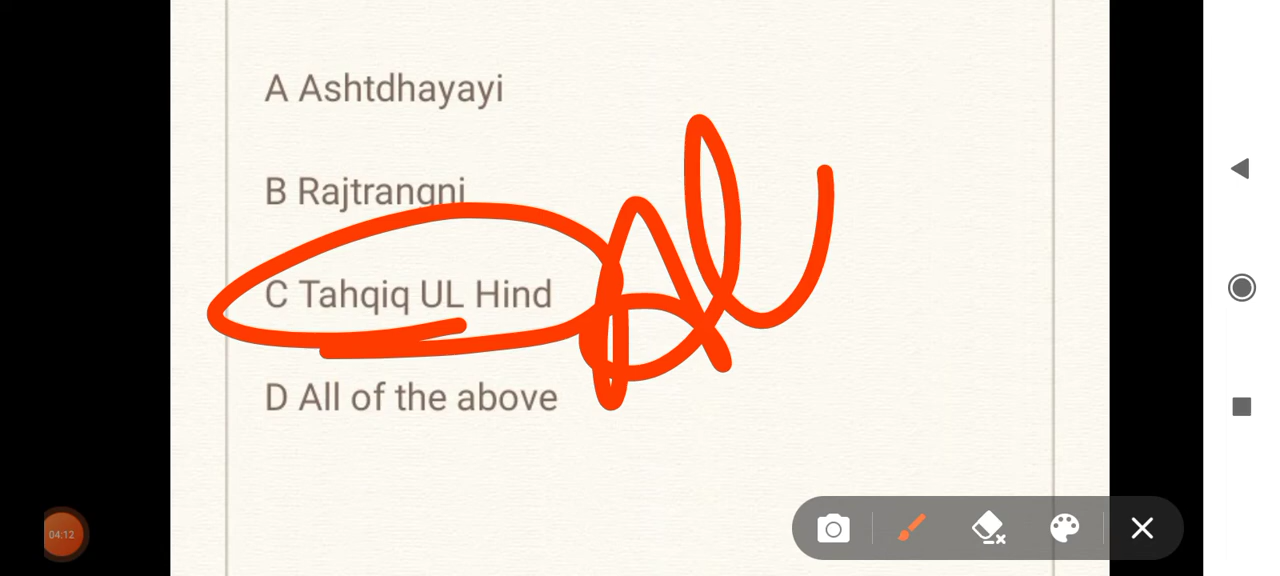 A Ashtdhayayi
B Rajtrangni
C Tahqiq UL Hind
Al
D All of the above
04:12